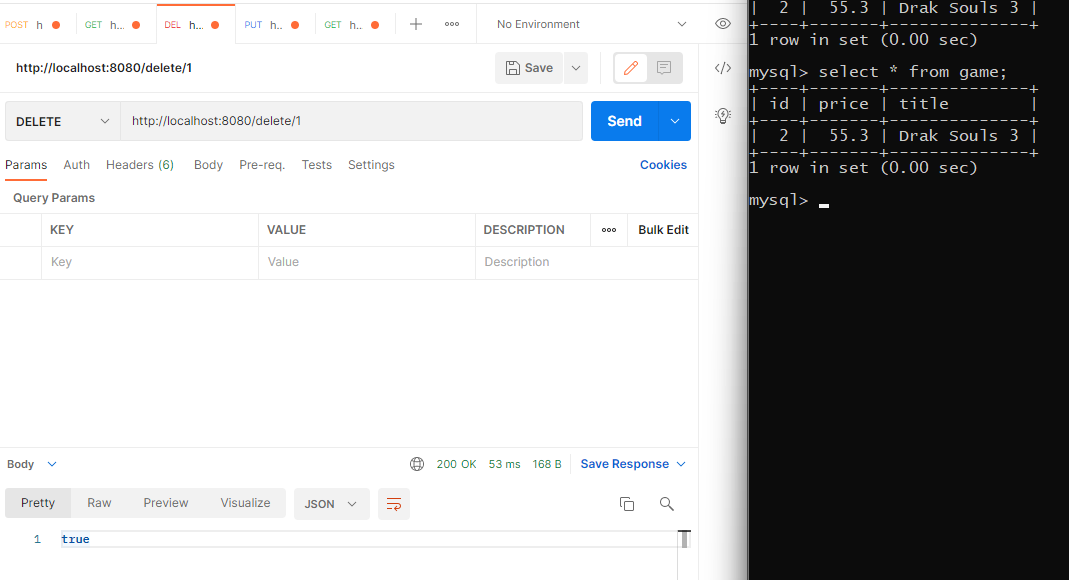 POST h GET h... DEL h... PUT h.. GET h.. No Environment
http://localhost:8080/delete/1 Save
DELETE http://localhost:8080/delete/1 Send
Params Auth Headers (6) Body Pre-req. Tests Settings Cookies
Query Params
KEY VALUE DESCRIPTION Bulk Edit
Key Value Description
Body 200 OK 53 ms 168 B Save Response
Pretty Raw Preview Visualize JSON
1 true
| 2 | 55.3 | Drak Souls 3 |
+----+-------+--------------+
1 row in set (0.00 sec)
mysql> select * from game;
+----+-------+--------------+
| id | price | title |
+----+-------+--------------+
| 2 | 55.3 | Drak Souls 3 |
+----+-------+--------------+
1 row in set (0.00 sec)
mysql> _